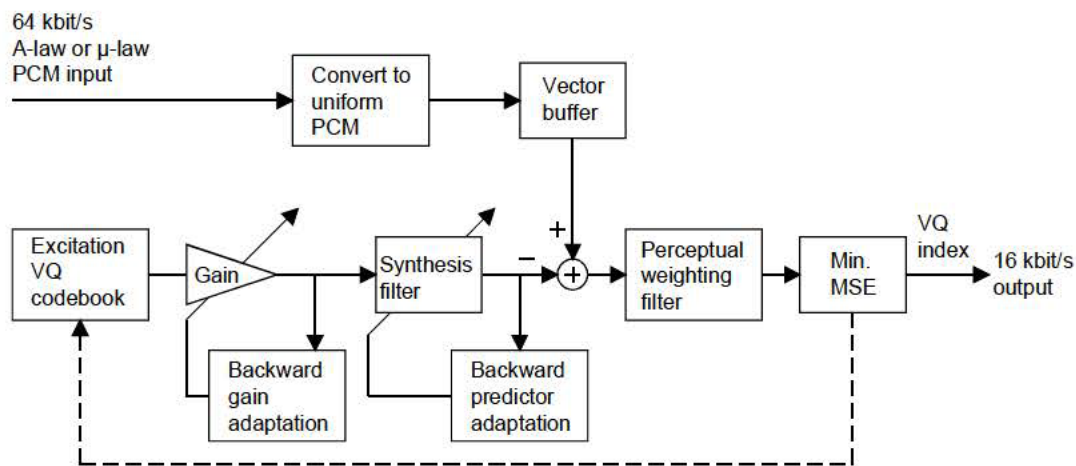 64 kbit/s
A-law or µ-law
PCM input
Convert to
uniform
PCM
Vector
buffer
Excitation
VQ
codebook
Gain
Synthesis
filter
+
−
+
Perceptual
weighting
filter
Min.
MSE
VQ
index
16 kbit/s
output
Backward
gain
adaptation
Backward
predictor
adaptation